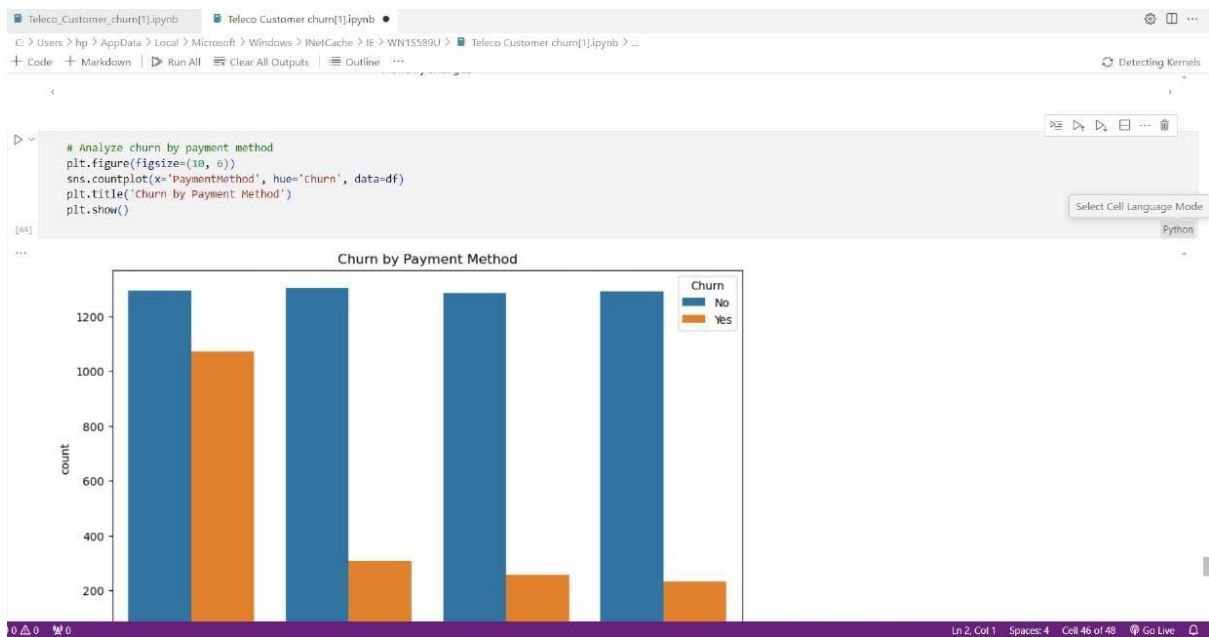 Teleco_Customer_churn[1].ipynb Teleco Customer churn[1].ipynb
C: > Users > hp > AppData > Local > Microsoft > Windows > INetCache > IE > WN1S589U > Teleco Customer churn[1].ipynb > ...
+ Code + Markdown | Run All Clear All Outputs | Outline ...
Detecting Kernels
# Analyze churn by payment method
plt.figure(figsize=(10, 6))
sns.countplot(x='PaymentMethod', hue='Churn', data=df)
plt.title('Churn by Payment Method')
plt.show()
Select Cell Language Mode
[64]
Python
Churn by Payment Method
Churn
No
Yes
1200
1000
800
600
400
200
count
0 0 0
Ln 2, Col 1 Spaces: 4 Cell 46 of 48 Go Live